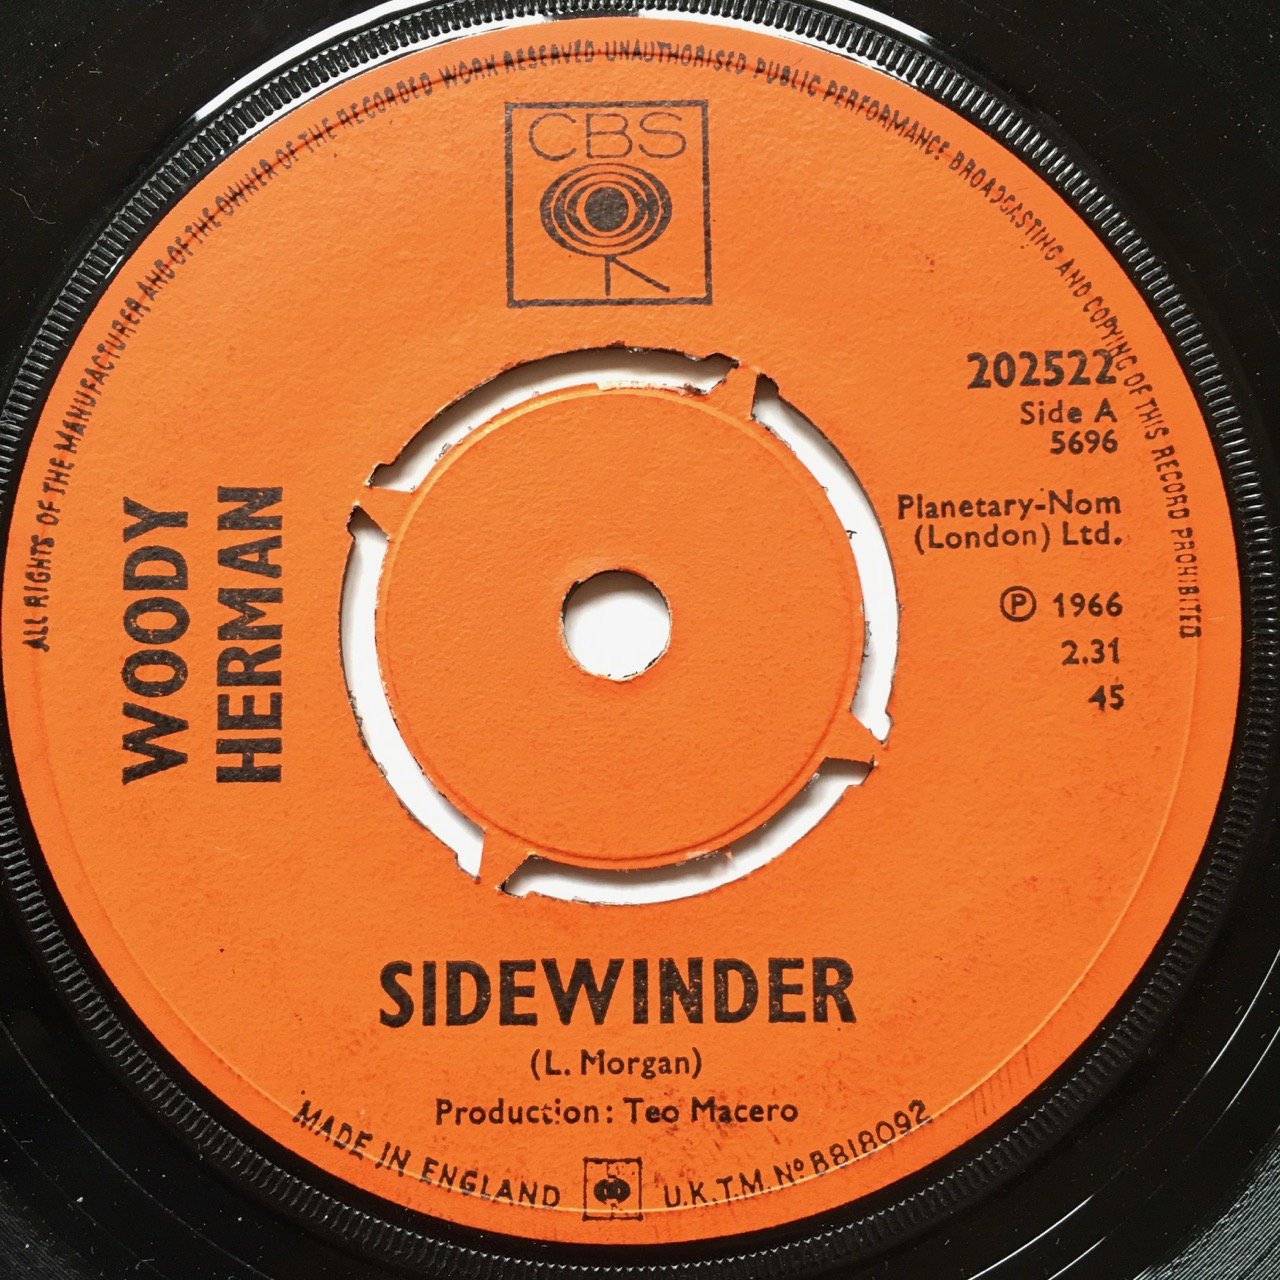 ALL RIGHTS OF THE MANUFACTURER AND OF THE OWNER OF THE RECORDED WORK RESERVED UNAUTHORISED PUBLIC PERFORMANCE BROADCASTING AND COPYING OF THIS RECORD PROHIBITED
CBS
202522
Side A
5696
Planetary-Nom
(London) Ltd.
Ⓟ 1966
2.31
45
WOODY
HERMAN
SIDEWINDER
(L. Morgan)
Production: Teo Macero
MADE IN ENGLAND U.K.T.M. Nº B818092